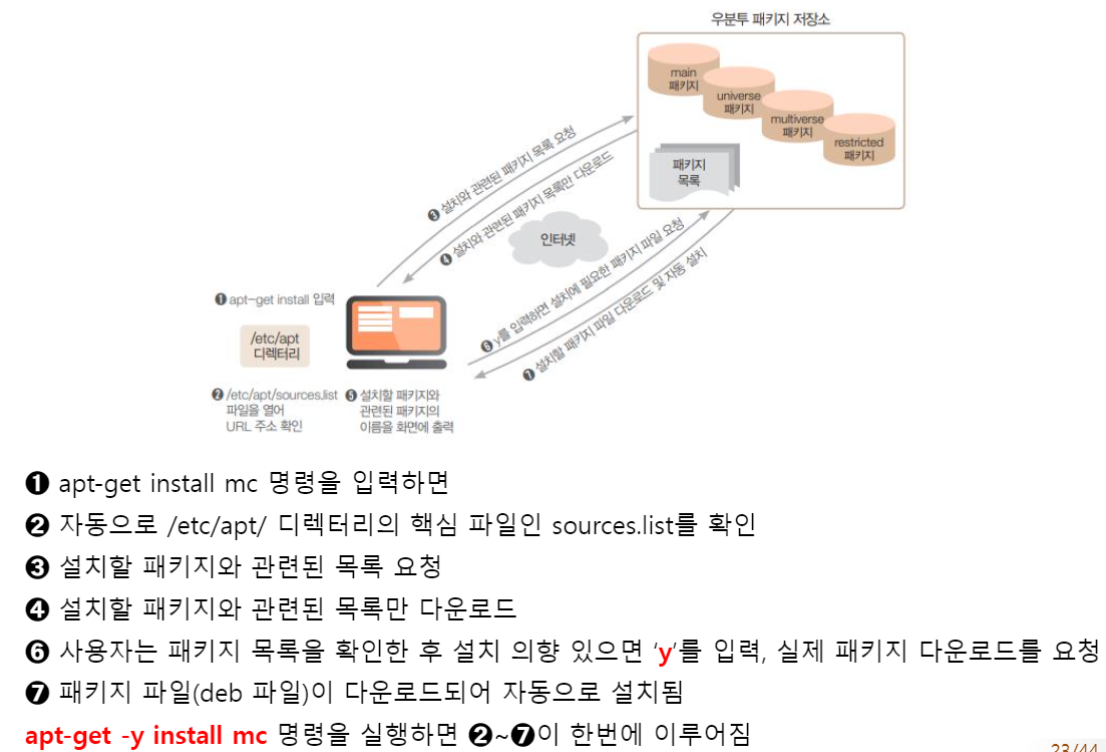 우분투 패키지 저장소
main
패키지
universe
패키지
multiverse
패키지
restricted
패키지
패키지
목록
❸ 설치와 관련된 패키지 목록 요청
❹ 설치와 관련된 패키지 목록만 다운로드
인터넷
❻ y를 입력하면 설치에 필요한 패키지 파일 요청
❼ 설치할 패키지 파일 다운로드 및 자동 설치
❶ apt-get install 입력
/etc/apt
디렉터리
❷ /etc/apt/sources.list
파일을 열어
URL 주소 확인
❺ 설치할 패키지와
관련된 패키지의
이름을 화면에 출력
❶ apt-get install mc 명령을 입력하면
❷ 자동으로 /etc/apt/ 디렉터리의 핵심 파일인 sources.list를 확인
❸ 설치할 패키지와 관련된 목록 요청
❹ 설치할 패키지와 관련된 목록만 다운로드
❻ 사용자는 패키지 목록을 확인한 후 설치 의향 있으면 ‘y’를 입력, 실제 패키지 다운로드를 요청
❼ 패키지 파일(deb 파일)이 다운로드되어 자동으로 설치됨
apt-get -y install mc 명령을 실행하면 ❷~❼이 한번에 이루어짐
23/44